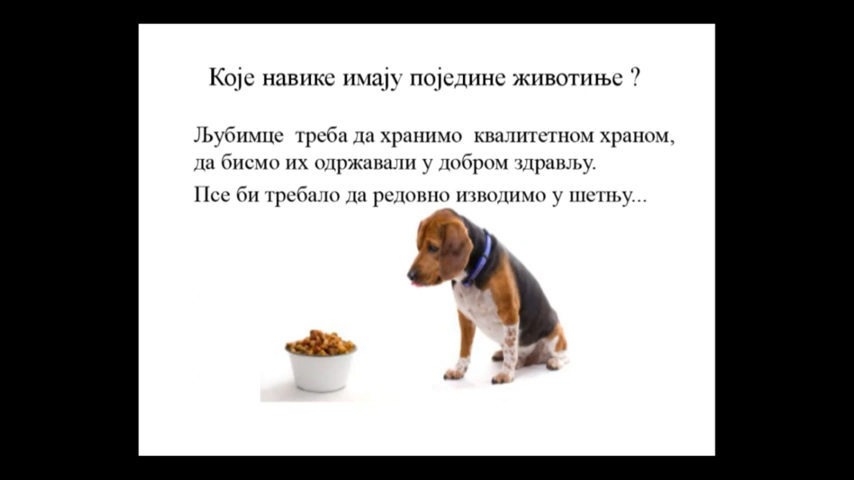 Које навике имају поједине животиње ?
Љубимце треба да хранимо квалитетном храном,
да бисмо их одржавали у добром здрављу.
Псе би требало да редовно изводимо у шетњу...